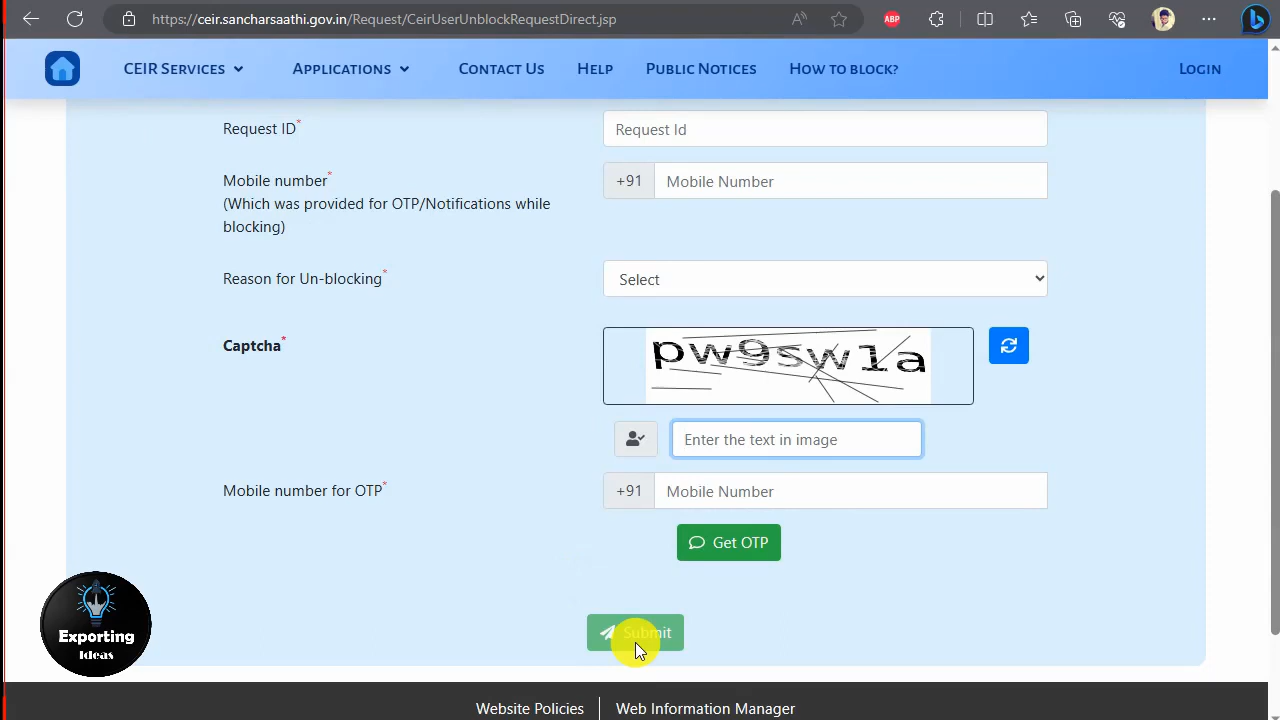 https://ceir.sancharsaathi.gov.in/Request/CeirUserUnblockRequestDirect.jsp
ABP
CEIR Services
Applications
Contact Us
Help
Public Notices
How to block?
Login
Request ID*
Request Id
Mobile number*
(Which was provided for OTP/Notifications while
blocking)
+91
Mobile Number
Reason for Un-blocking*
Select
Captcha*
pw9sw1a
Enter the text in image
Mobile number for OTP*
+91
Mobile Number
Get OTP
Submit
Exporting
Ideas
Website Policies
Web Information Manager